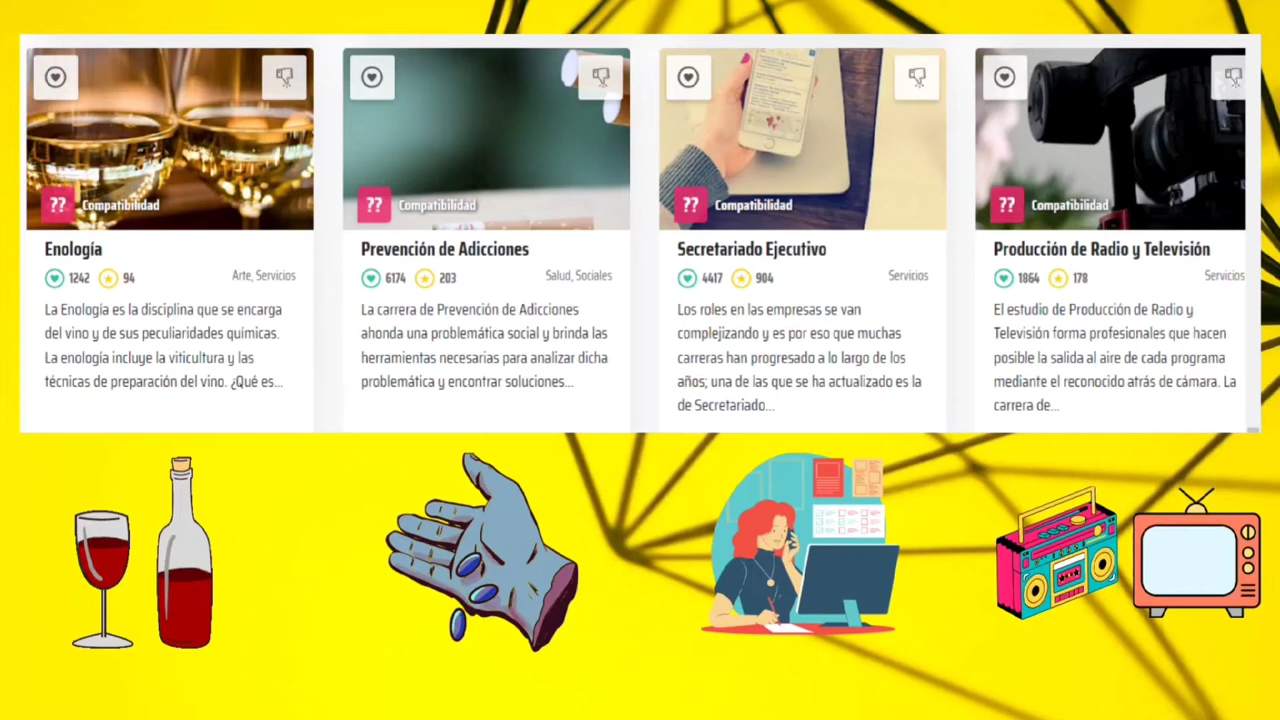 ?? Compatibilidad
Enología
1242 94 Arte, Servicios
La Enología es la disciplina que se encarga
del vino y de sus peculiaridades químicas.
La enología incluye la viticultura y las
técnicas de preparación del vino. ¿Qué es...
?? Compatibilidad
Prevención de Adicciones
6174 203 Salud, Sociales
La carrera de Prevención de Adicciones
ahonda una problemática social y brinda las
herramientas necesarias para analizar dicha
problemática y encontrar soluciones...
?? Compatibilidad
Secretariado Ejecutivo
4417 904 Servicios
Los roles en las empresas se van
complejizando y es por eso que muchas
carreras han progresado a lo largo de los
años; una de las que se ha actualizado es la
de Secretariado...
?? Compatibilidad
Producción de Radio y Televisión
1864 178 Servicios
El estudio de Producción de Radio y
Televisión forma profesionales que hacen
posible la salida al aire de cada programa
mediante el reconocido atrás de cámara. La
carrera de...